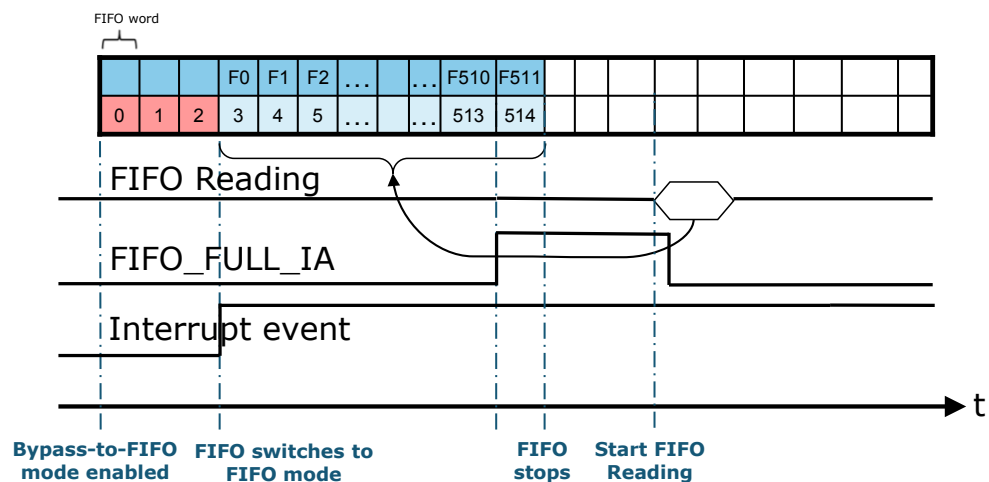 FIFO word
F0 F1 F2 ... ... F510 F511
0 1 2 3 4 5 ... ... 513 514
FIFO Reading
FIFO_FULL_IA
Interrupt event
t
Bypass-to-FIFO
mode enabled
FIFO switches to
FIFO mode
FIFO
stops
Start FIFO
Reading